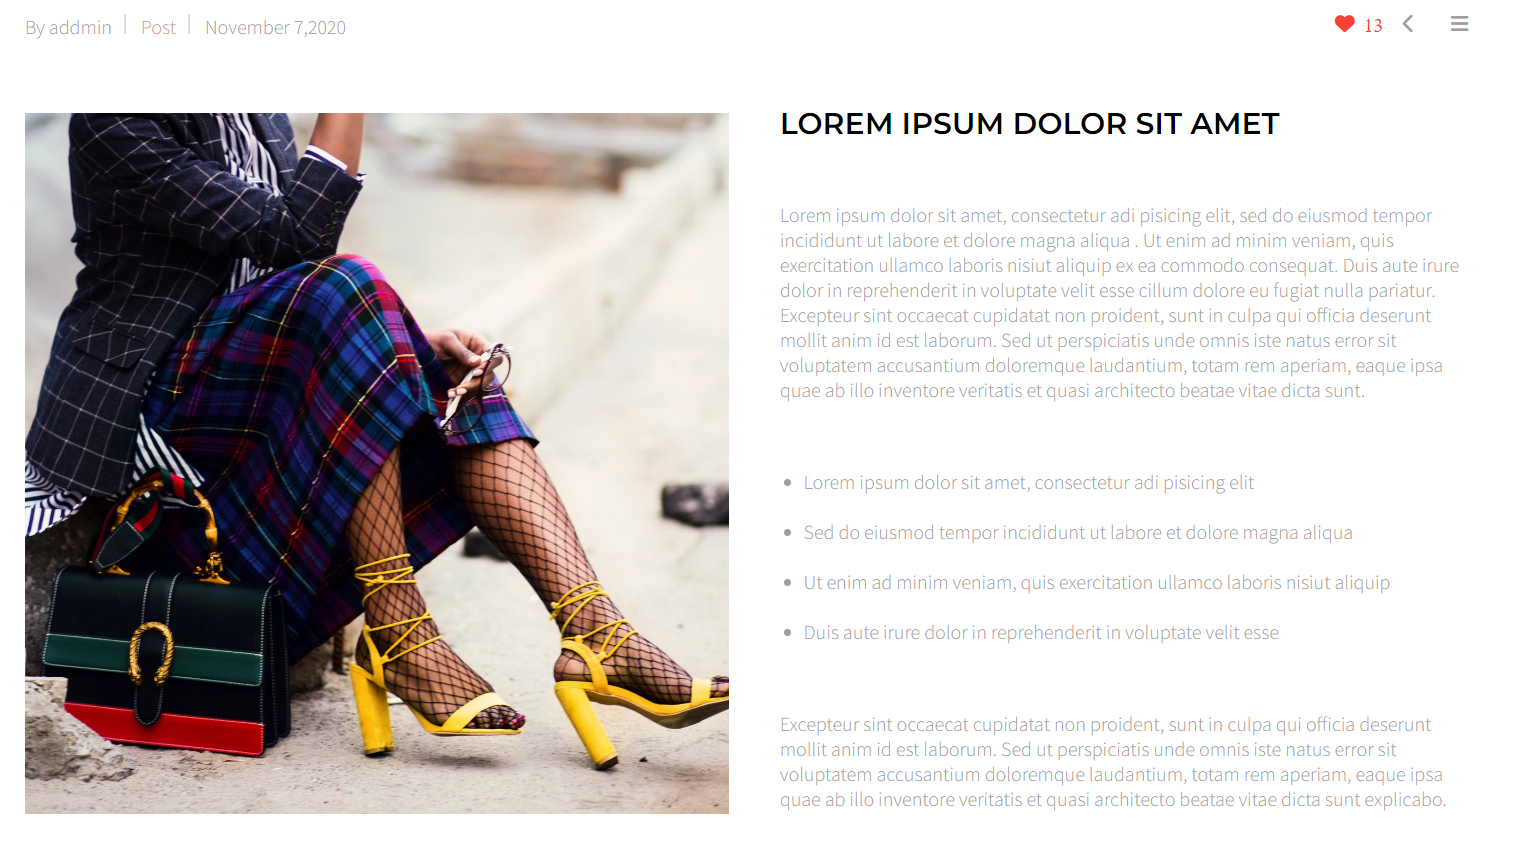 By addmin | Post | November 7,2020
13
LOREM IPSUM DOLOR SIT AMET
Lorem ipsum dolor sit amet, consectetur adi pisicing elit, sed do eiusmod tempor
incididunt ut labore et dolore magna aliqua . Ut enim ad minim veniam, quis
exercitation ullamco laboris nisiut aliquip ex ea commodo consequat. Duis aute irure
dolor in reprehenderit in voluptate velit esse cillum dolore eu fugiat nulla pariatur.
Excepteur sint occaecat cupidatat non proident, sunt in culpa qui officia deserunt
mollit anim id est laborum. Sed ut perspiciatis unde omnis iste natus error sit
voluptatem accusantium doloremque laudantium, totam rem aperiam, eaque ipsa
quae ab illo inventore veritatis et quasi architecto beatae vitae dicta sunt.
• Lorem ipsum dolor sit amet, consectetur adi pisicing elit
• Sed do eiusmod tempor incididunt ut labore et dolore magna aliqua
• Ut enim ad minim veniam, quis exercitation ullamco laboris nisiut aliquip
• Duis aute irure dolor in reprehenderit in voluptate velit esse
Excepteur sint occaecat cupidatat non proident, sunt in culpa qui officia deserunt
mollit anim id est laborum. Sed ut perspiciatis unde omnis iste natus error sit
voluptatem accusantium doloremque laudantium, totam rem aperiam, eaque ipsa
quae ab illo inventore veritatis et quasi architecto beatae vitae dicta sunt explicabo.